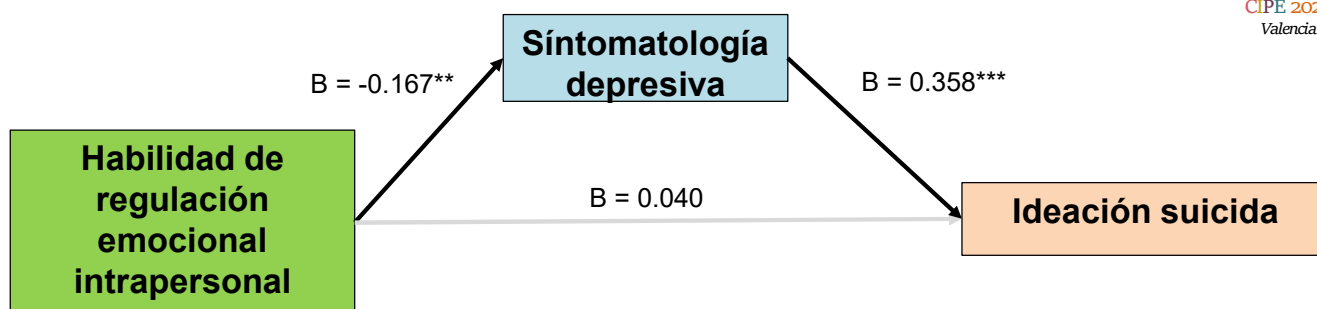 CIPE 202
Valencia
Síntomatología
depresiva
B = -0.167**
B = 0.358***
Habilidad de
regulación
emocional
intrapersonal
B = 0.040
Ideación suicida